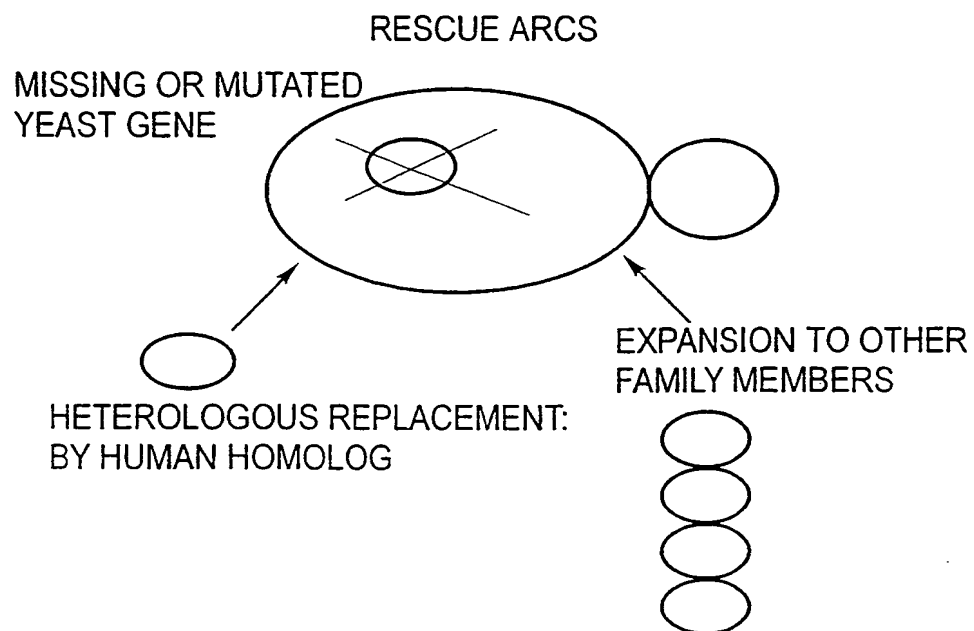 RESCUE ARCS
MISSING OR MUTATED
YEAST GENE
EXPANSION TO OTHER
FAMILY MEMBERS
HETEROLOGOUS REPLACEMENT:
BY HUMAN HOMOLOG